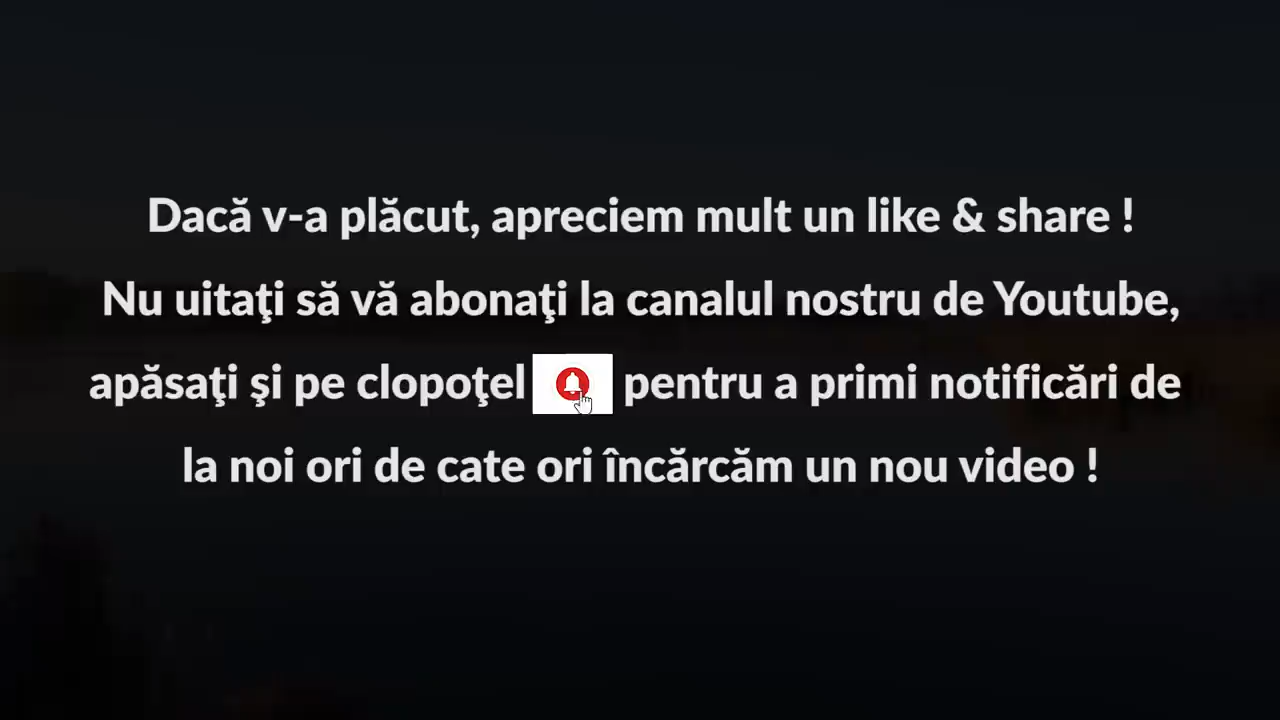 Dacă v-a plăcut, apreciem mult un like & share !
Nu uitaţi să vă abonaţi la canalul nostru de Youtube,
apăsaţi şi pe clopoţel pentru a primi notificări de
la noi ori de cate ori încărcăm un nou video !